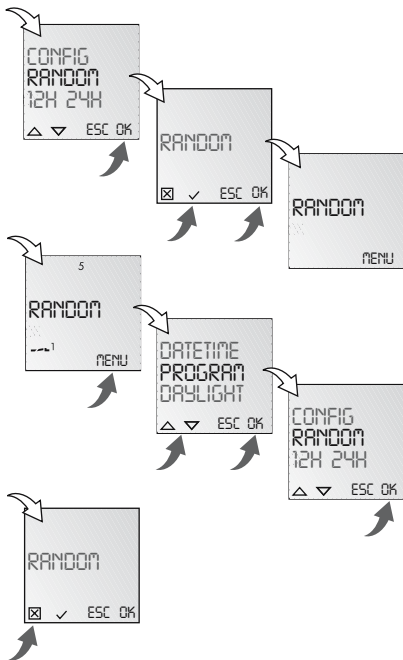 CONFIG
RANDOM
12H 24H
△ ▽ ESC OK
RANDOM
☒ ✓ ESC OK
RANDOM
MENU
5
RANDOM
1
MENU
DATETIME
PROGRAM
DAYLIGHT
△ ▽ ESC OK
CONFIG
RANDOM
12H 24H
△ ▽ ESC OK
RANDOM
☒ ✓ ESC OK